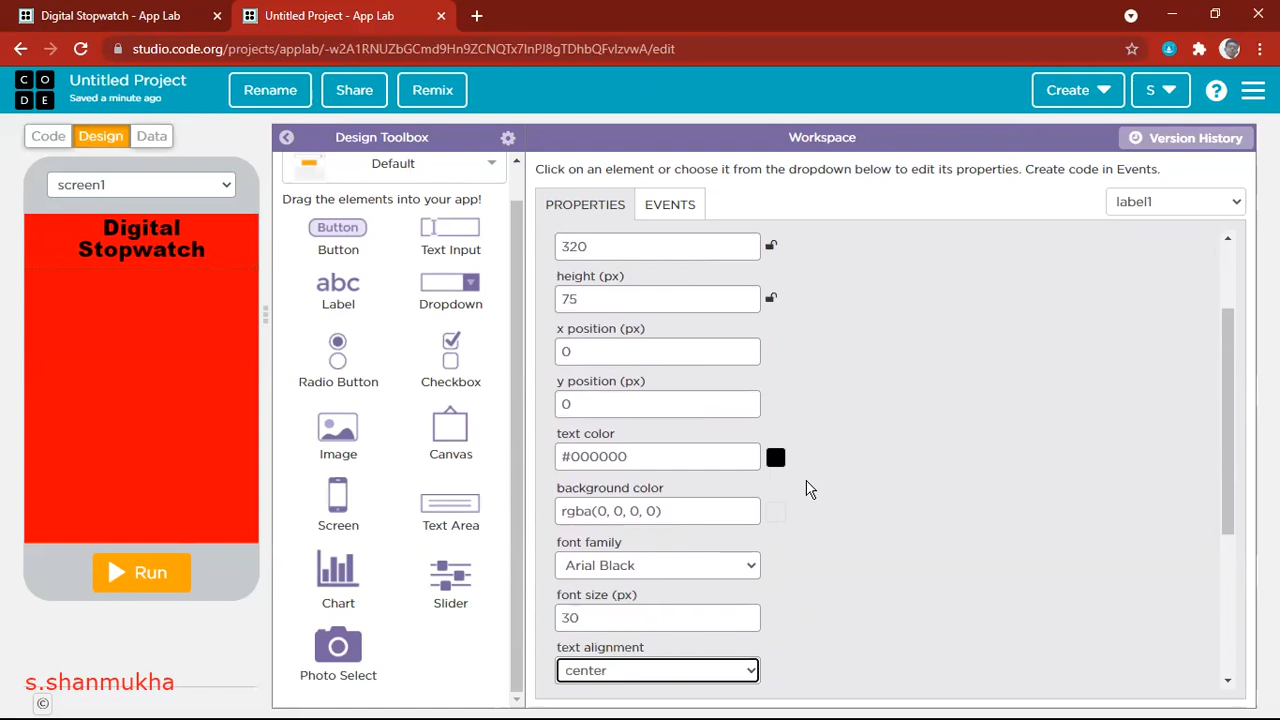 Digital Stopwatch - App Lab
Untitled Project - App Lab
studio.code.org/projects/applab/-w2A1RNUZbGCmd9Hn9ZCNQTx7InPJ8gTDhbQFvIzvwA/edit
C O D E
Untitled Project
Saved a minute ago
Rename
Share
Remix
Create
S
?
Code
Design
Data
Design Toolbox
Workspace
Version History
screen1
Digital
Stopwatch
Run
s.shanmukha
©
Default
Drag the elements into your app!
Button
Button
Text Input
abc
Label
Dropdown
Radio Button
Checkbox
Image
Canvas
Screen
Text Area
Chart
Slider
Photo Select
Click on an element or choose it from the dropdown below to edit its properties. Create code in Events.
PROPERTIES
EVENTS
label1
320
height (px)
75
x position (px)
0
y position (px)
0
text color
#000000
background color
rgba(0, 0, 0, 0)
font family
Arial Black
font size (px)
30
text alignment
center